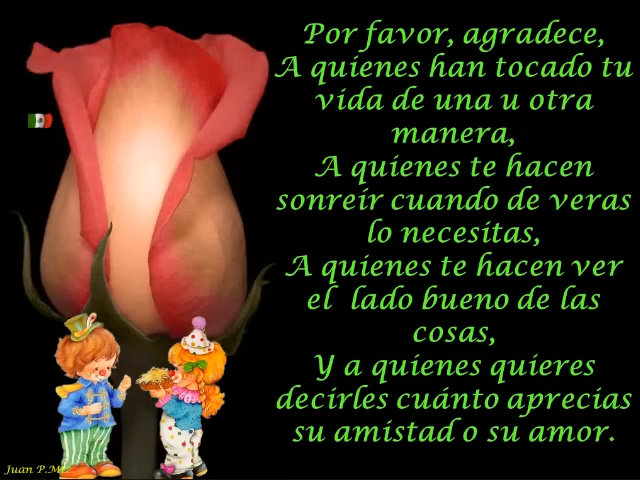 Por favor, agradece,
A quienes han tocado tu
vida de una u otra
manera,
A quienes te hacen
sonreír cuando de veras
lo necesitas,
A quienes te hacen ver
el lado bueno de las
cosas,
Y a quienes quieres
decirles cuánto aprecias
su amistad o su amor.
Juan P.Mtz